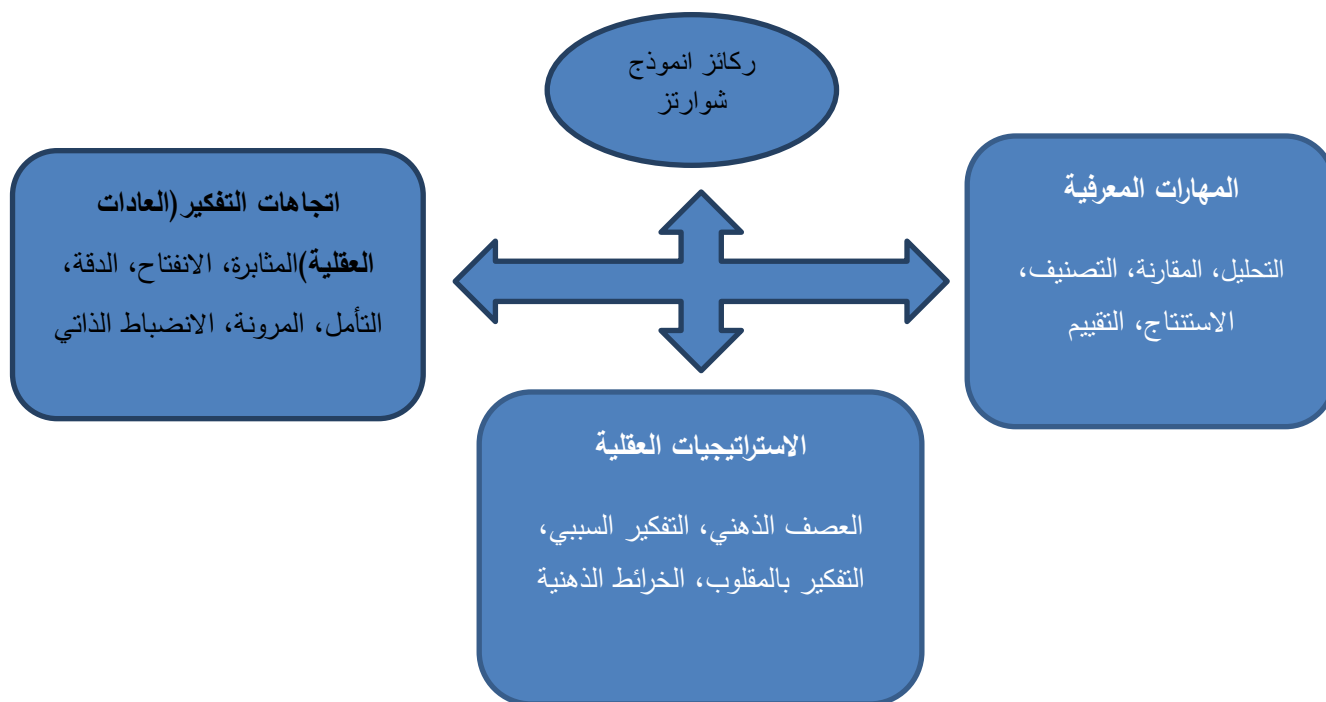 ركائز انموذج
شوارتز
المهارات المعرفية
التحليل، المقارنة، التصنيف،
الاستنتاج، التقييم
اتجاهات التفكير(العادات
العقلية)المثابرة، الانفتاح، الدقة،
التأمل، المرونة، الانضباط الذاتي
الاستراتيجيات العقلية
العصف الذهني، التفكير السببي،
التفكير بالمقلوب، الخرائط الذهنية